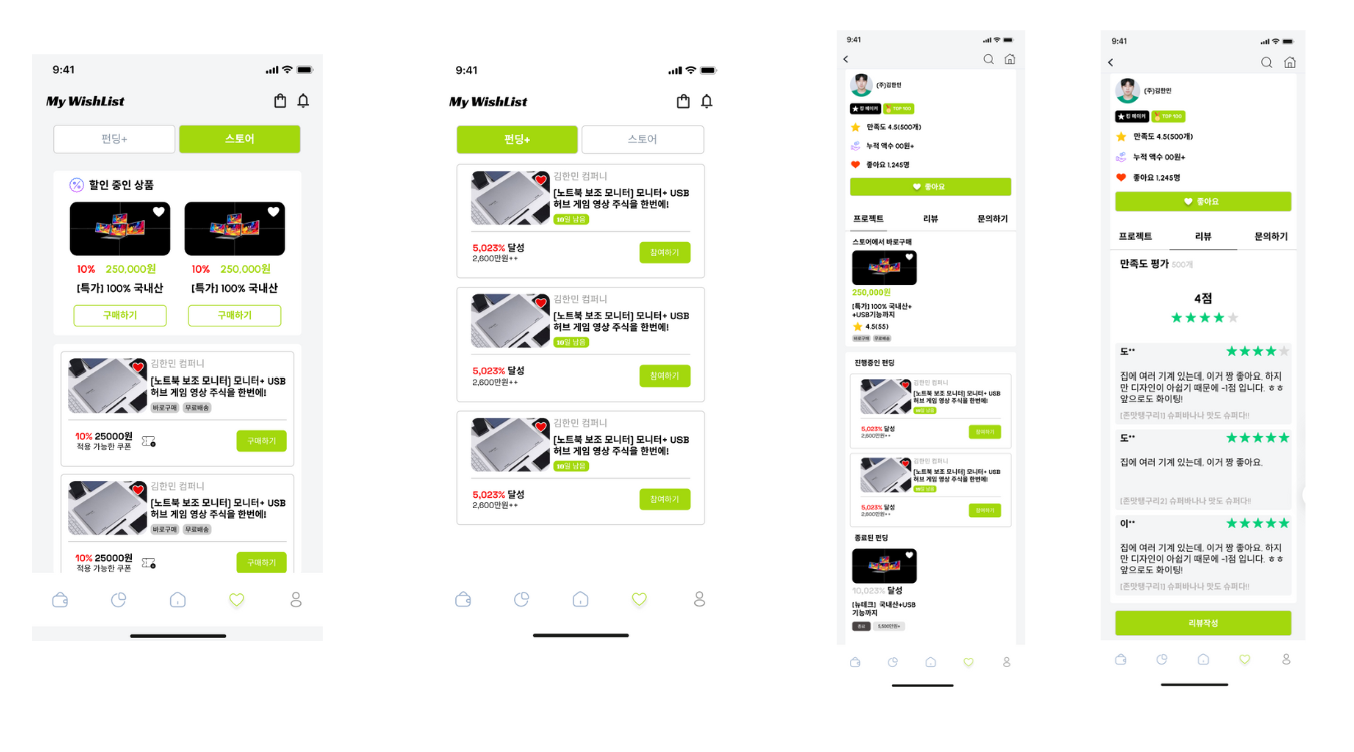 9:41
My WishList
펀딩+
스토어
할인 중인 상품
10% 250,000원
[특가] 100% 국내산
구매하기
10% 250,000원
[특가] 100% 국내산
구매하기
김한민 컴퍼니
[노트북 보조 모니터] 모니터+ USB
허브 게임 영상 주식을 한번에!
바로구매 무료배송
10% 25000원
적용 가능한 쿠폰
구매하기
김한민 컴퍼니
[노트북 보조 모니터] 모니터+ USB
허브 게임 영상 주식을 한번에!
바로구매 무료배송
10% 25000원
적용 가능한 쿠폰
구매하기
9:41
My WishList
펀딩+
스토어
김한민 컴퍼니
[노트북 보조 모니터] 모니터+ USB
허브 게임 영상 주식을 한번에!
10일 남음
5,023% 달성
2,600만원++
참여하기
김한민 컴퍼니
[노트북 보조 모니터] 모니터+ USB
허브 게임 영상 주식을 한번에!
10일 남음
5,023% 달성
2,600만원++
참여하기
김한민 컴퍼니
[노트북 보조 모니터] 모니터+ USB
허브 게임 영상 주식을 한번에!
10일 남음
5,023% 달성
2,600만원++
참여하기
9:41
(주)김한민
킹 메이커
TOP 100
만족도 4.5(500개)
누적 액수 00원+
좋아요 1,245명
좋아요
프로젝트 리뷰 문의하기
스토어에서 바로구매
250,000원
[특가] 100% 국내산+
+USB기능까지
4.5(55)
바로구매 무료배송
진행중인 펀딩
김한민 컴퍼니
[노트북 보조 모니터] 모니터+ USB
허브 게임 영상 주식을 한번에!
10일 남음
5,023% 달성
2,600만원++
참여하기
김한민 컴퍼니
[노트북 보조 모니터] 모니터+ USB
허브 게임 영상 주식을 한번에!
10일 남음
5,023% 달성
2,600만원++
참여하기
종료된 펀딩
10,023% 달성
[뉴테크] 국내산+USB
기능까지
종료
5,500만원+
9:41
(주)김한민
킹 메이커
TOP 100
만족도 4.5(500개)
누적 액수 00원+
좋아요 1,245명
좋아요
프로젝트 리뷰 문의하기
만족도 평가 500개
4점
도**
집에 여러 기계 있는데, 이거 짱 좋아요. 하지
만 디자인이 아쉽기 때문에 -1점 입니다. ㅎㅎ
앞으로도 화이팅!
[존맛탱구리1] 슈퍼바나나 맛도 슈퍼다!!
도**
집에 여러 기계 있는데, 이거 짱 좋아요.
[존맛탱구리2] 슈퍼바나나 맛도 슈퍼다!!
이**
집에 여러 기계 있는데, 이거 짱 좋아요. 하지
만 디자인이 아쉽기 때문에 -1점 입니다. ㅎㅎ
앞으로도 화이팅!
[존맛탱구리1] 슈퍼바나나 맛도 슈퍼다!!
리뷰작성